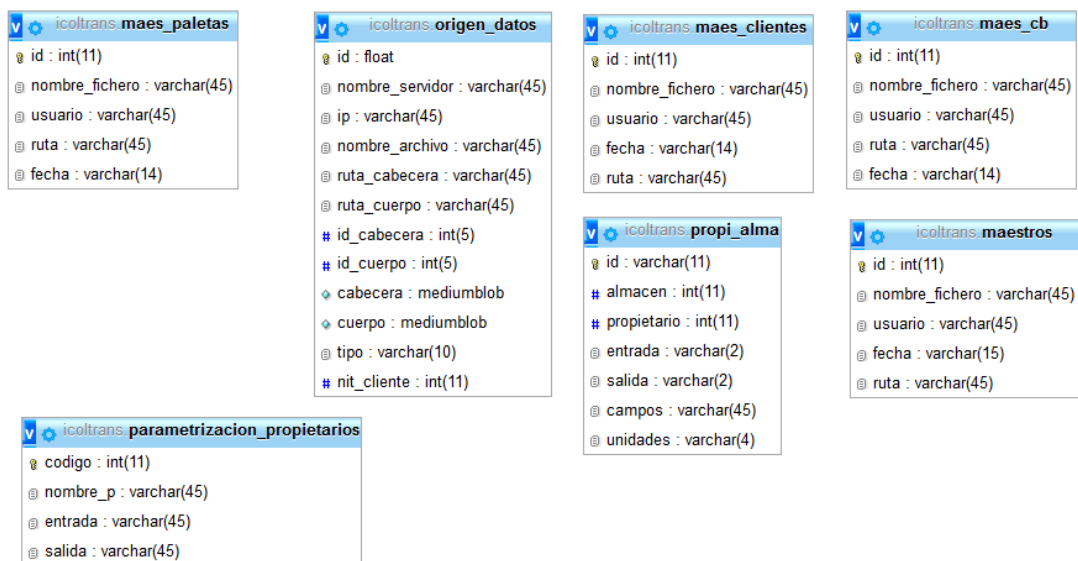 icoltrans.maes_paletas
id : int(11)
nombre_fichero : varchar(45)
usuario : varchar(45)
ruta : varchar(45)
fecha : varchar(14)
icoltrans.origen_datos
id : float
nombre_servidor : varchar(45)
ip : varchar(45)
nombre_archivo : varchar(45)
ruta_cabecera : varchar(45)
ruta_cuerpo : varchar(45)
# id_cabecera : int(5)
# id_cuerpo : int(5)
cabecera : mediumblob
cuerpo : mediumblob
tipo : varchar(10)
# nit_cliente : int(11)
icoltrans.maes_clientes
id : int(11)
nombre_fichero : varchar(45)
usuario : varchar(45)
fecha : varchar(14)
ruta : varchar(45)
icoltrans.maes_cb
id : int(11)
nombre_fichero : varchar(45)
usuario : varchar(45)
ruta : varchar(45)
fecha : varchar(14)
icoltrans.propi_alma
id : varchar(11)
# almacen : int(11)
# propietario : int(11)
entrada : varchar(2)
salida : varchar(2)
campos : varchar(45)
unidades : varchar(4)
icoltrans.maestros
id : int(11)
nombre_fichero : varchar(45)
usuario : varchar(45)
fecha : varchar(15)
ruta : varchar(45)
icoltrans.parametrizacion_propietarios
codigo : int(11)
nombre_p : varchar(45)
entrada : varchar(45)
salida : varchar(45)